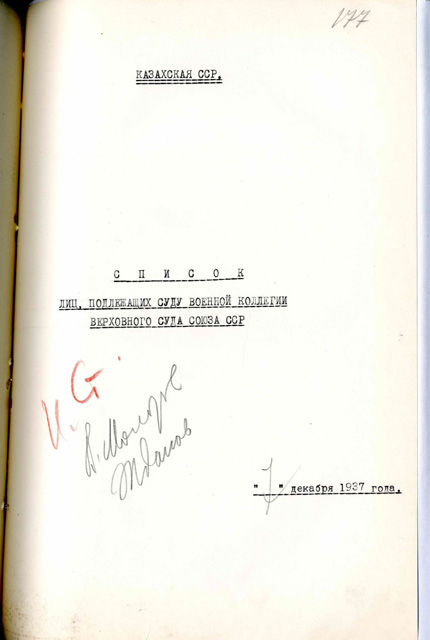 177
КАЗАХСКАЯ ССР.
С П И С О К
ЛИЦ, ПОДЛЕЖАЩИХ СУДУ ВОЕННОЙ КОЛЛЕГИИ
ВЕРХОВНОГО СУДА СОЮЗА ССР
И. Ст.
В. Молотов
Жданов
" 7 " декабря 1937 года.